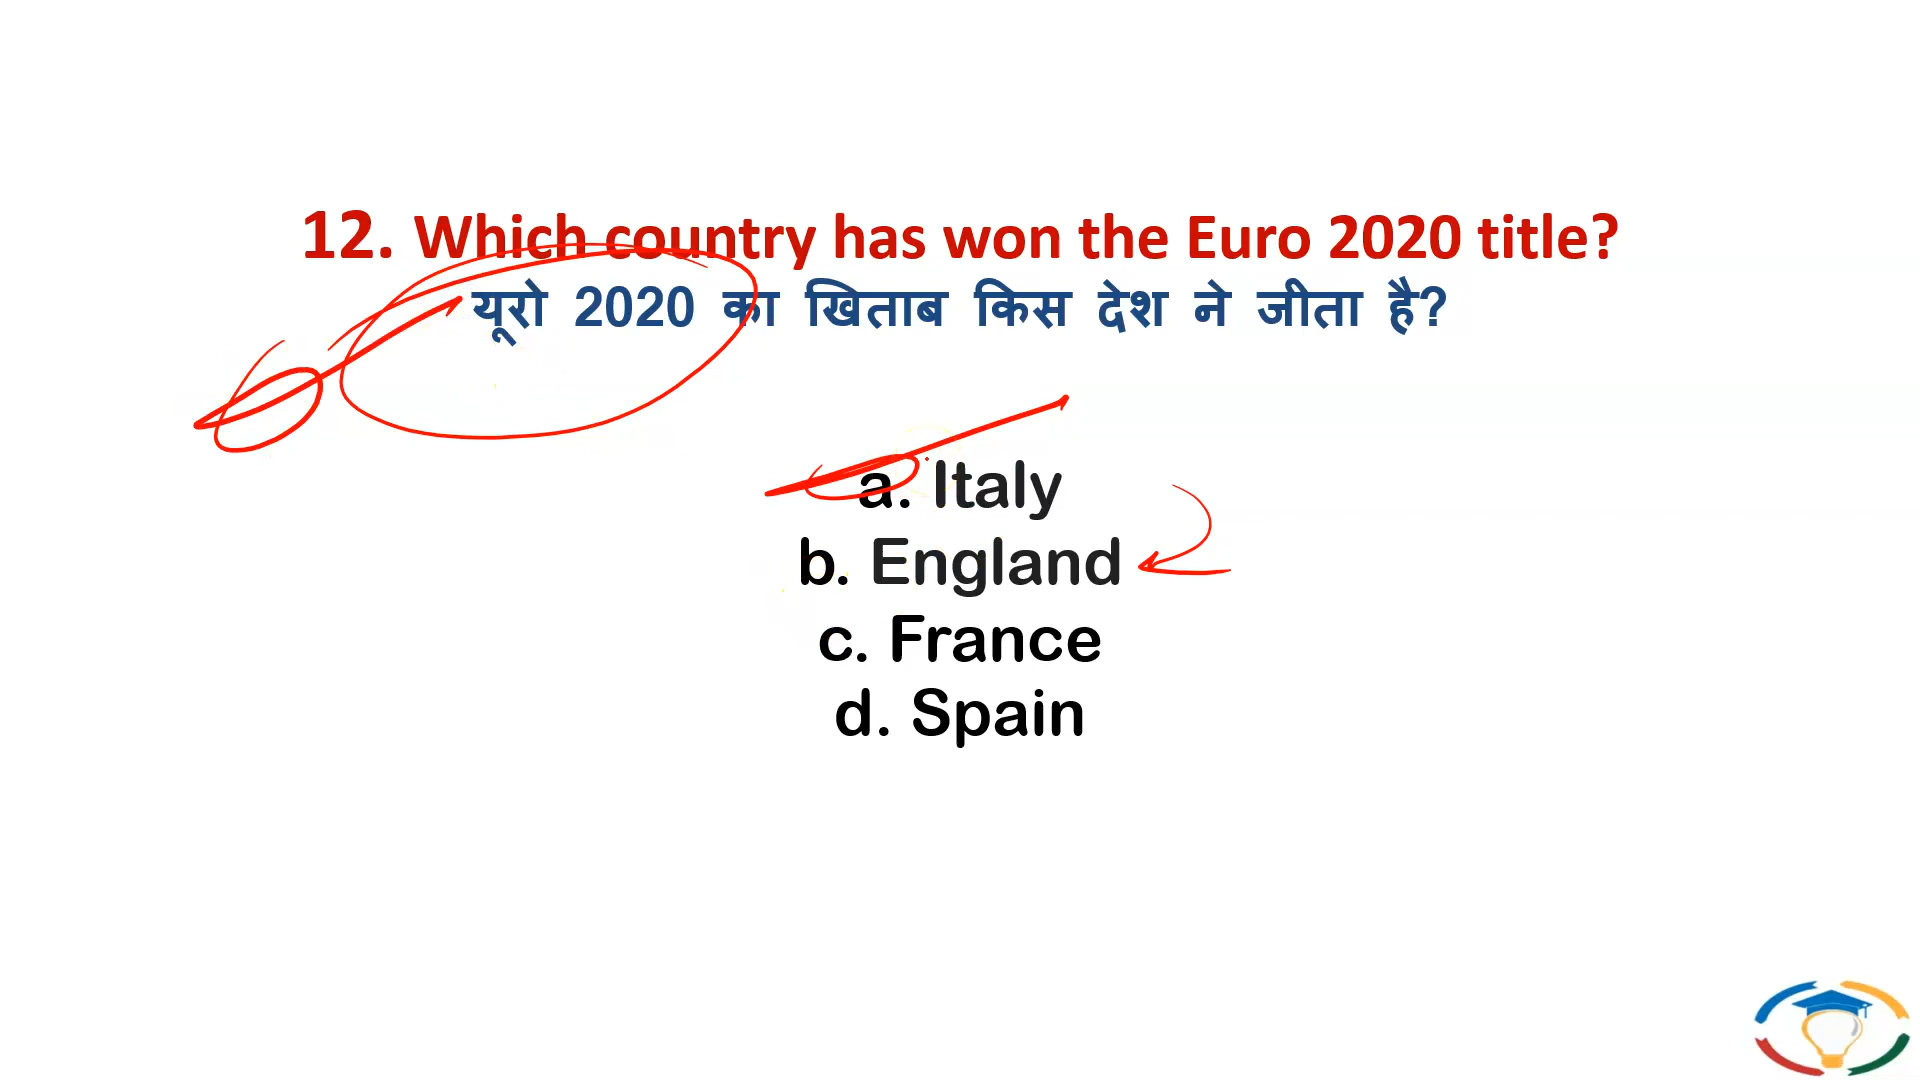 12. Which country has won the Euro 2020 title?
यूरो 2020 का खिताब किस देश ने जीता है?
a. Italy
b. England
c. France
d. Spain